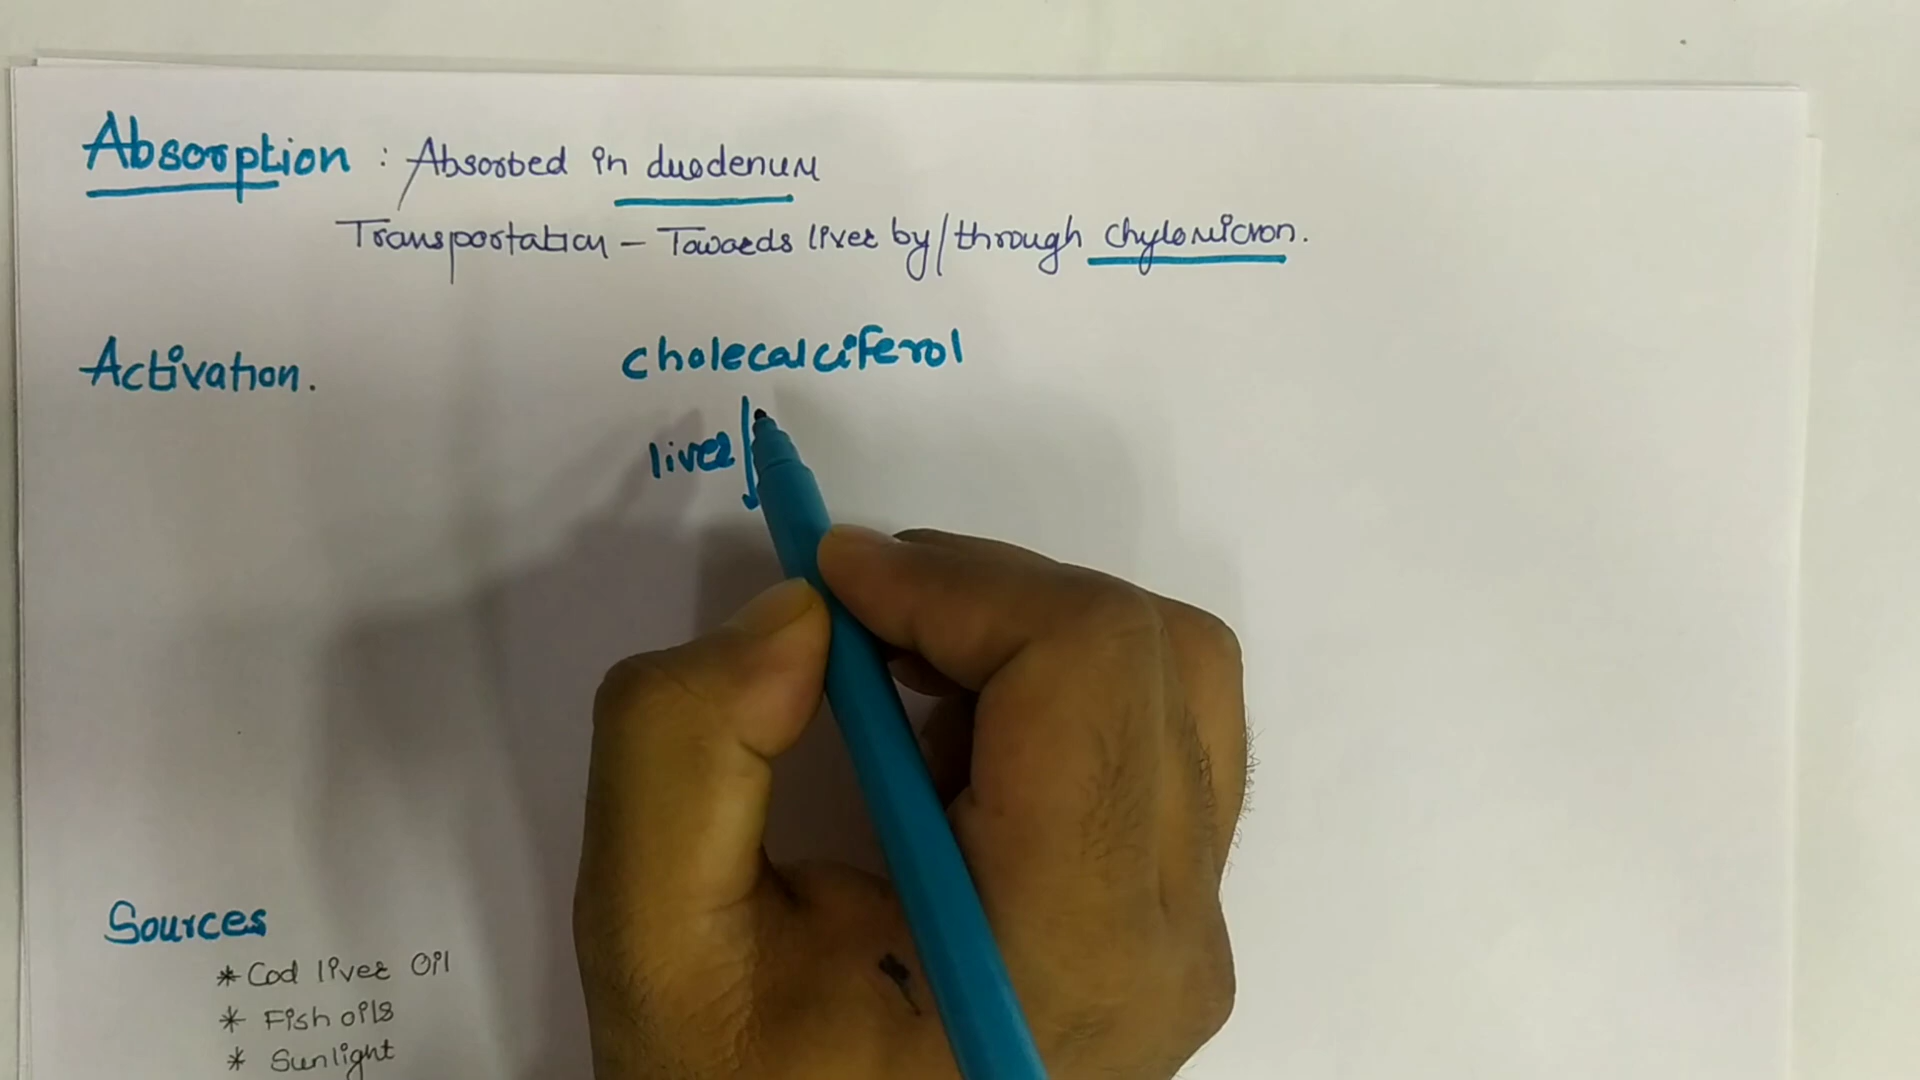 Absorption : Absorbed in duodenum
Transportation – Towards liver by/through chylomicron.
Activation.
cholecalciferol
liver
Sources
* Cod liver Oil
* Fish oils
* Sunlight